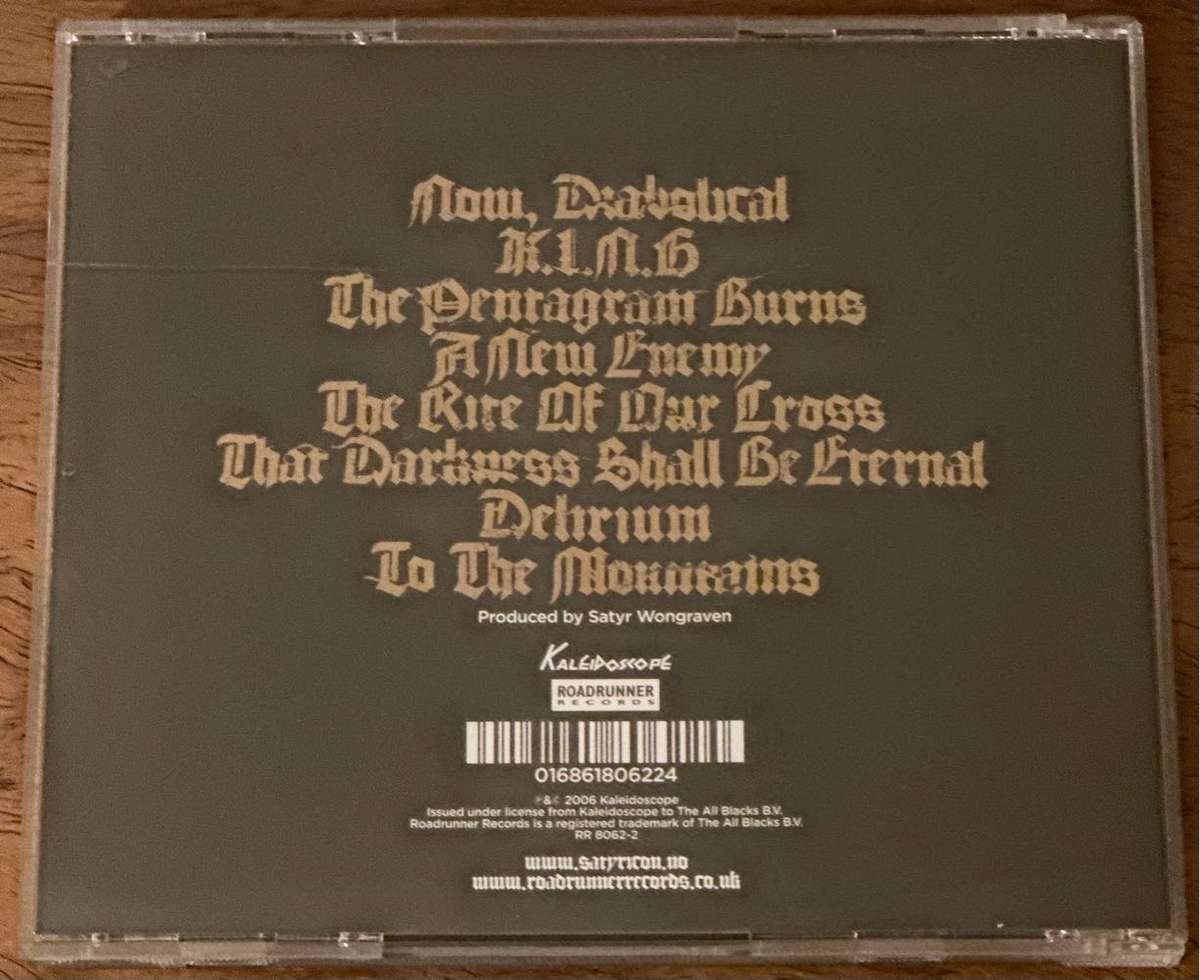 Now, Diabolical
K.I.N.G
The Pentagram Burns
A New Enemy
The Rite Of Our Cross
That Darkness Shall Be Eternal
Delirium
To The Mountains
Produced by Satyr Wongraven
KALEIDOSCOPE
ROADRUNNER
RECORDS
016861806224
℗&© 2006 Kaleidoscope
Issued under license from Kaleidoscope to The All Blacks B.V.
Roadrunner Records is a registered trademark of The All Blacks B.V.
RR 8062-2
www.satyricon.no
www.roadrunnerrecords.co.uk